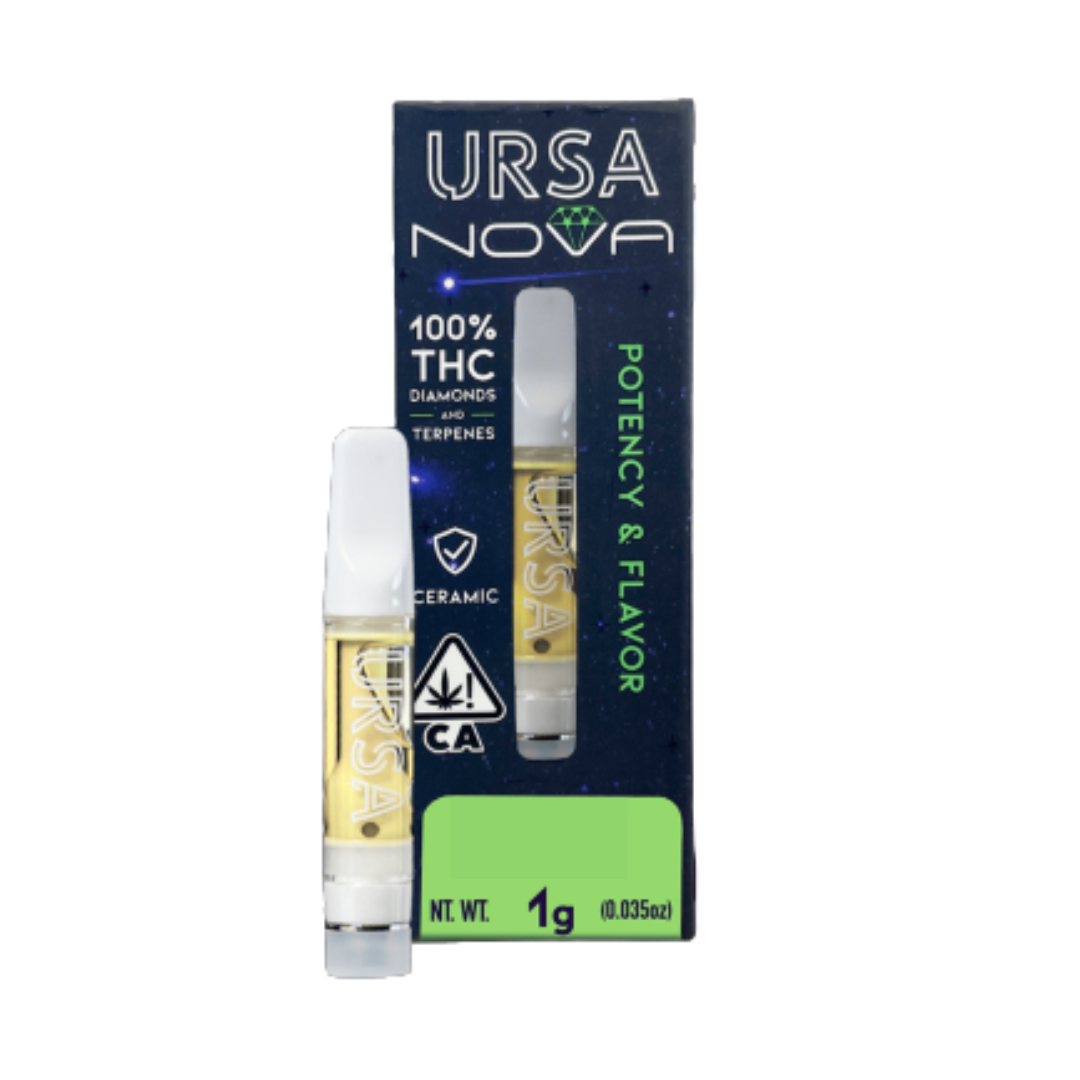 URSA
NOVA
100%
THC
DIAMONDS
AND
TERPENES
POTENCY & FLAVOR
URSA
CERAMIC
!
CA
URSA
NT. WT. 1g (0.035oz)